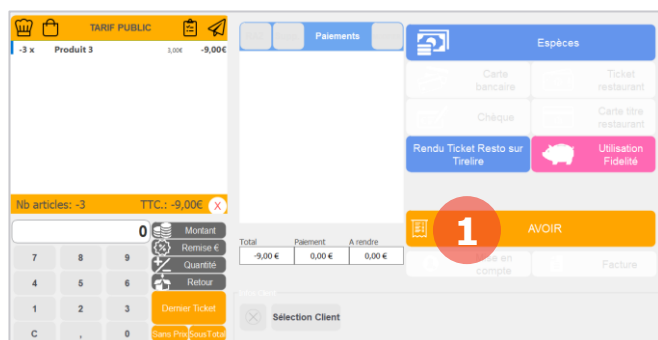 TARIF PUBLIC
-3 x Produit 3 3,00€ -9,00€
Nb articles: -3 TTC.: -9,00€ X
0
Montant
Remise €
Quantité
Retour
7 8 9
4 5 6
1 2 3
C , 0
Dernier Ticket
Sans Prix SousTotal
Paiements
Total Paiement A rendre
-9,00 € 0,00 € 0,00 €
Sélection Client
Espèces
Carte
bancaire
Ticket
restaurant
Chèque
Carte titre
restaurant
Rendu Ticket Resto sur
Tirelire
Utilisation
Fidelité
1
AVOIR
en
compte
Facture